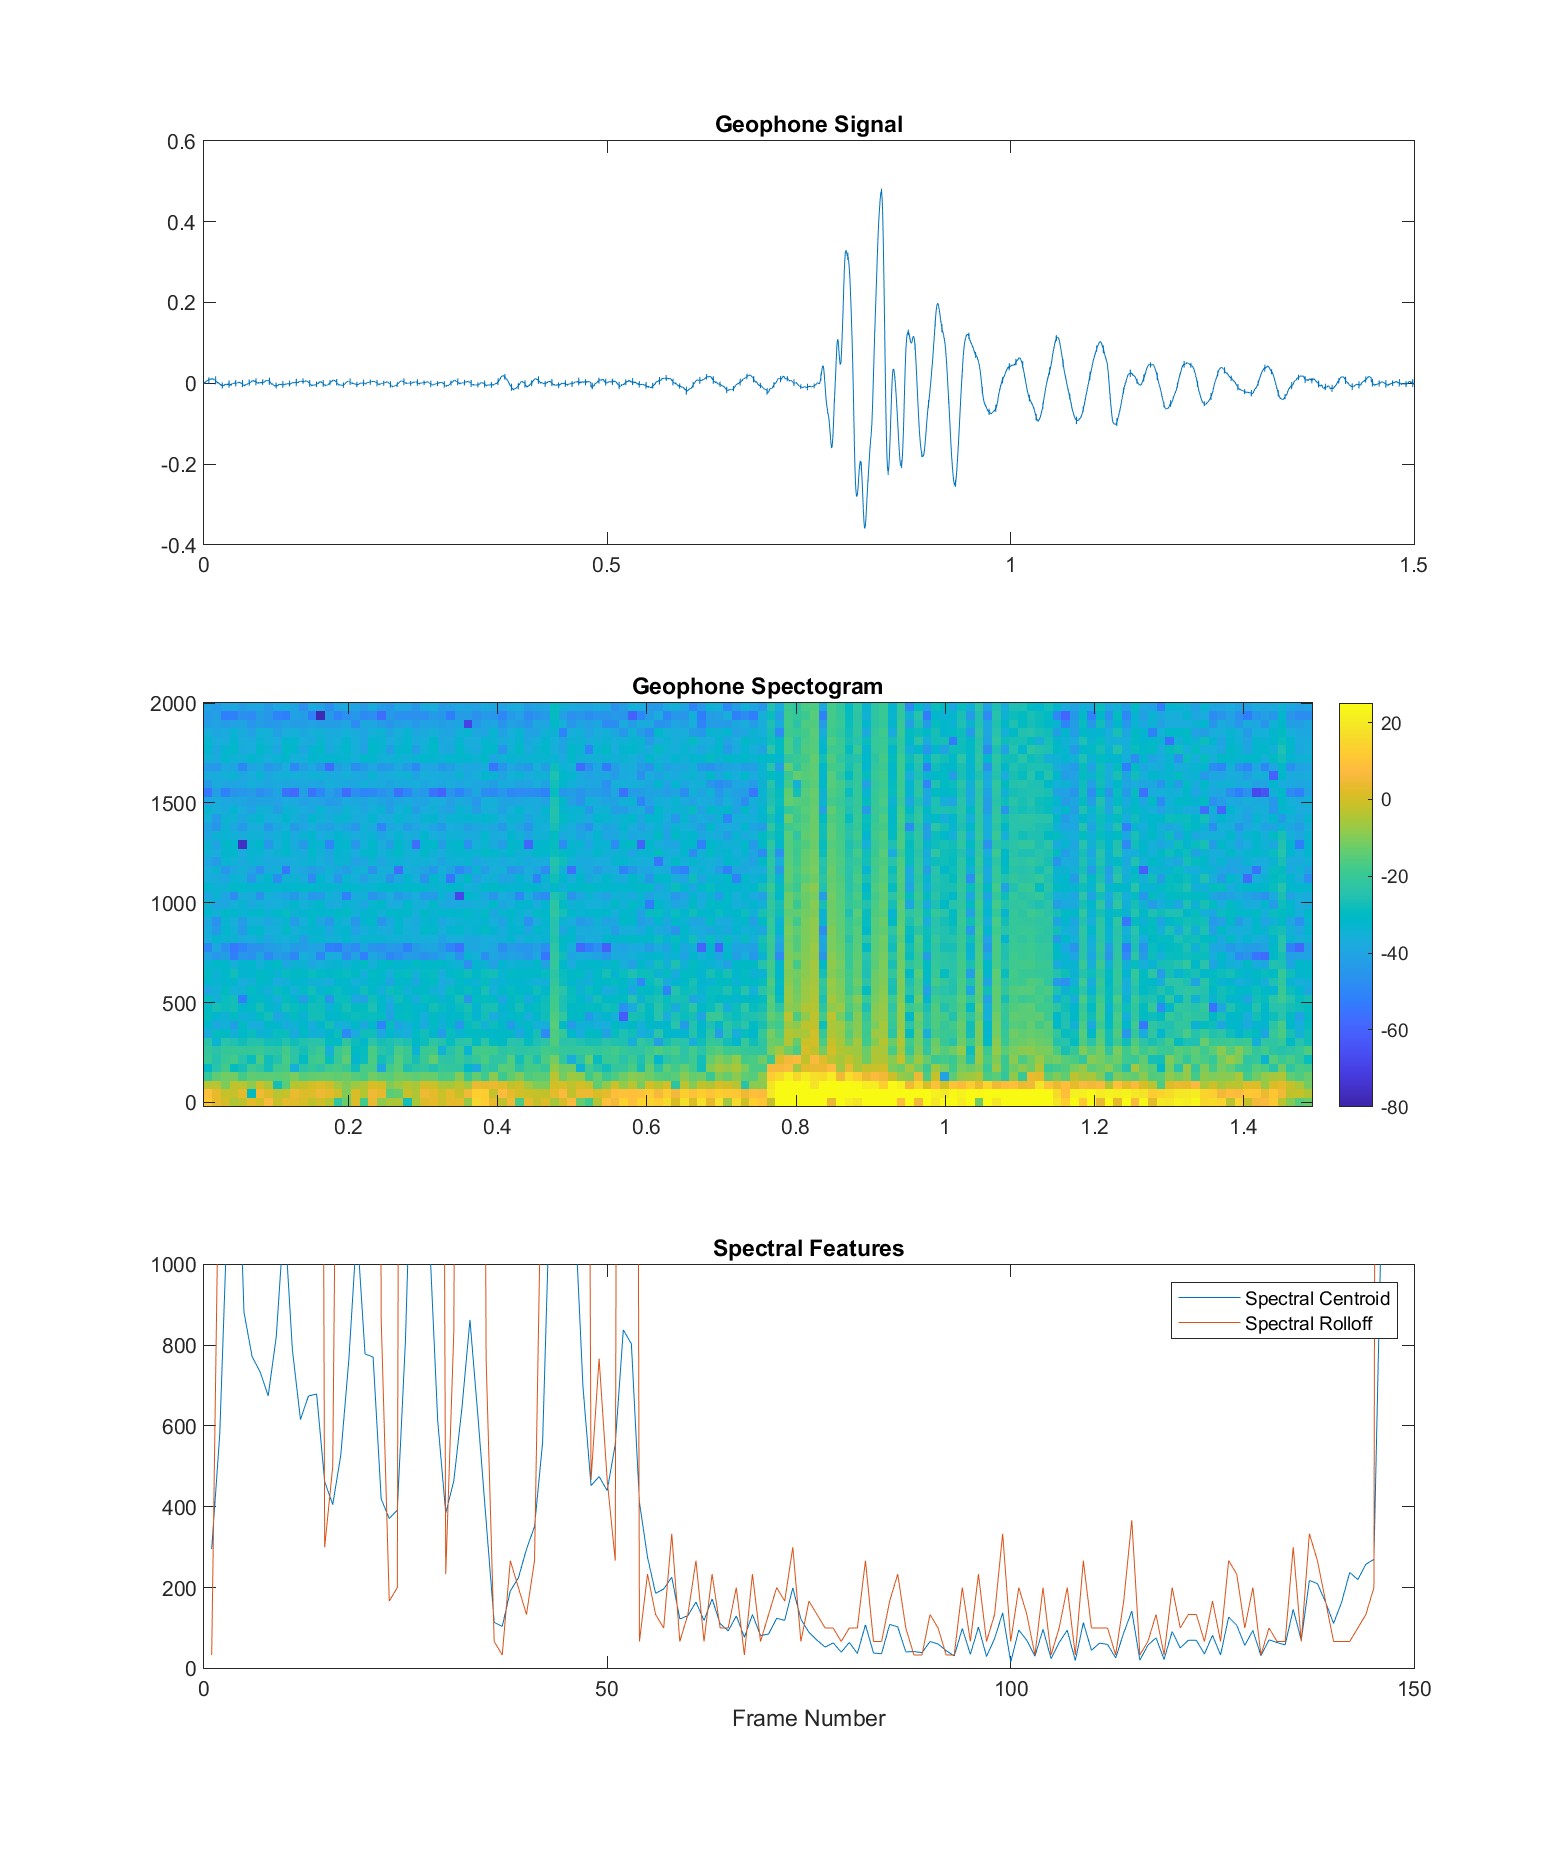 Geophone Signal
0.6
0.4
0.2
0
-0.2
-0.4
0 0.5 1 1.5
Geophone Spectogram
2000
1500
1000
500
0
0.2 0.4 0.6 0.8 1 1.2 1.4
20
0
-20
-40
-60
-80
Spectral Features
1000
800
600
400
200
0
Spectral Centroid
Spectral Rolloff
0 50 100 150
Frame Number